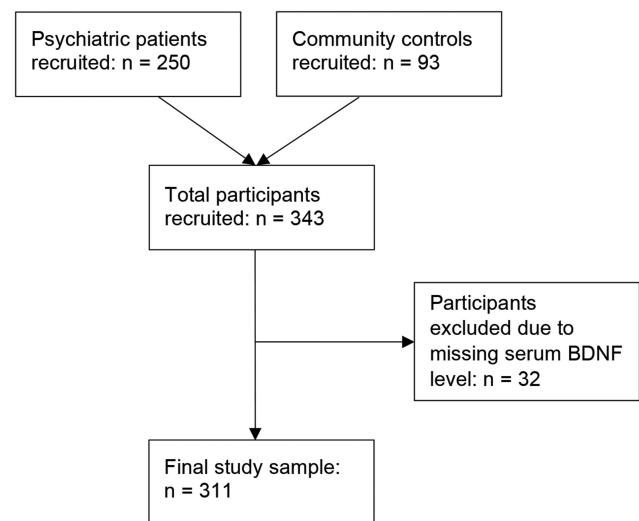 Psychiatric patients
recruited: n = 250
Community controls
recruited: n = 93
Total participants
recruited: n = 343
Participants
excluded due to
missing serum BDNF
level: n = 32
Final study sample:
n = 311